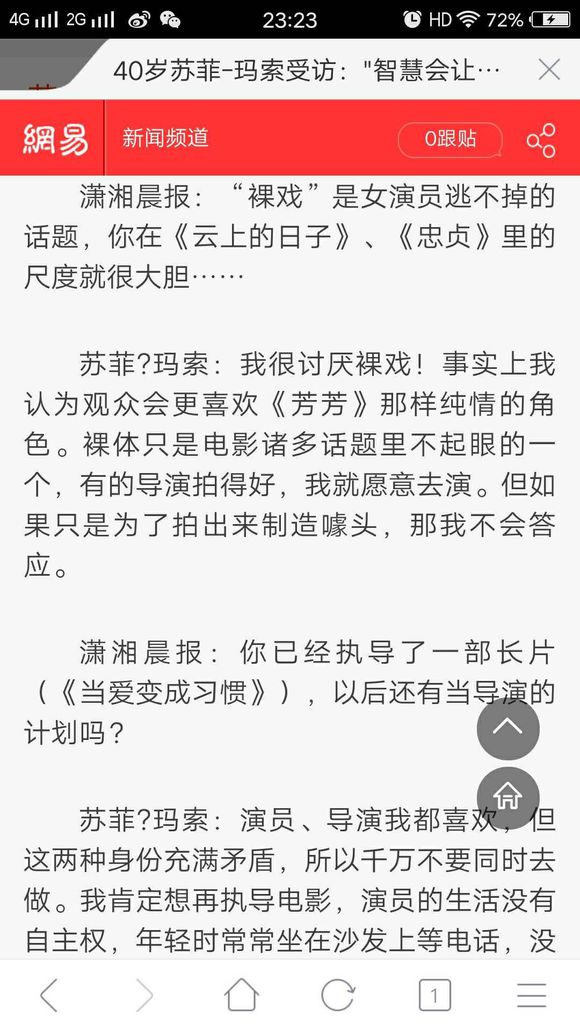 4G 2G 23:23 HD 72%
40岁苏菲-玛索受访："智慧会让…
網易 新闻频道 0跟贴
潇湘晨报：“裸戏”是女演员逃不掉的
话题，你在《云上的日子》、《忠贞》里的
尺度就很大胆……
苏菲?玛索：我很讨厌裸戏！事实上我
认为观众会更喜欢《芳芳》那样纯情的角
色。裸体只是电影诸多话题里不起眼的一
个，有的导演拍得好，我就愿意去演。但如
果只是为了拍出来制造噱头，那我不会答
应。
潇湘晨报：你已经执导了一部长片
（《当爱变成习惯》），以后还有当导演的
计划吗？
苏菲?玛索：演员、导演我都喜欢，但
这两种身份充满矛盾，所以千万不要同时去
做。我肯定想再执导电影，演员的生活没有
自主权，年轻时常常坐在沙发上等电话，没
1